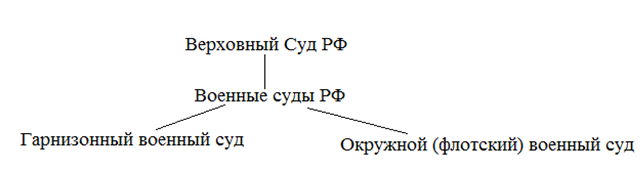 Верховный Суд РФ
Военные суды РФ
Гарнизонный военный суд
Окружной (флотский) военный суд